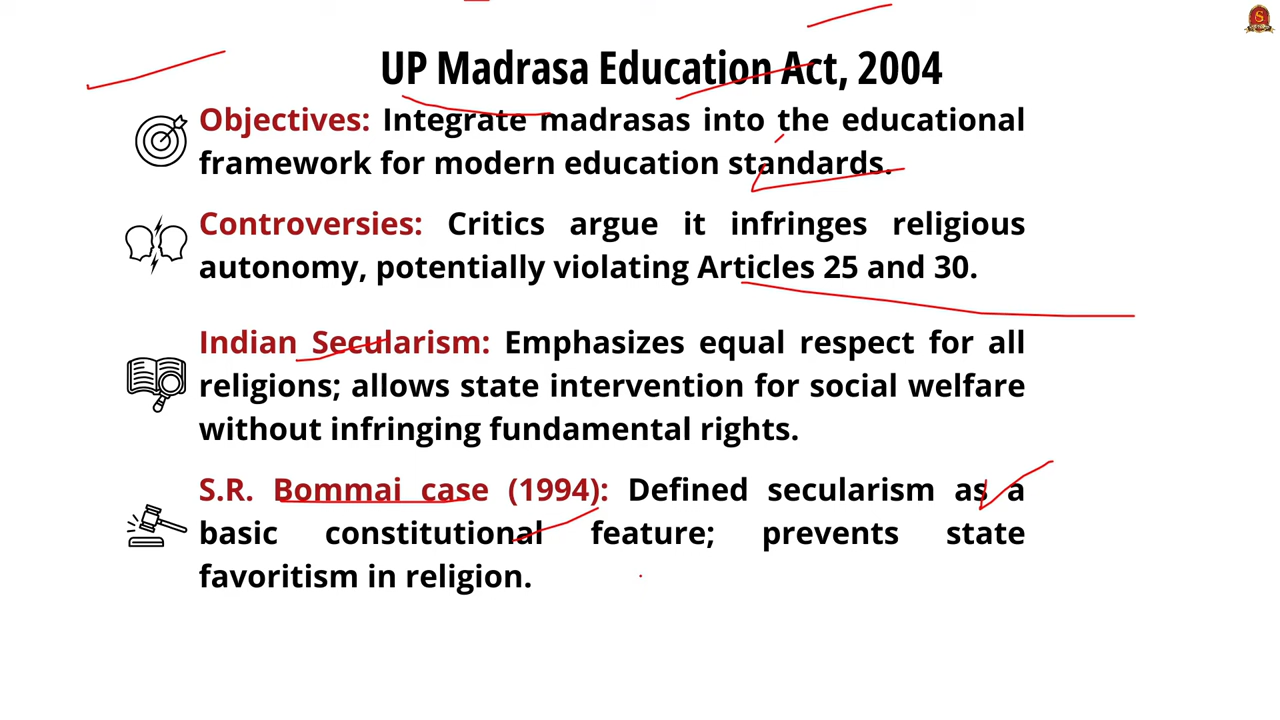 UP Madrasa Education Act, 2004
Objectives: Integrate madrasas into the educational
framework for modern education standards.
Controversies: Critics argue it infringes religious
autonomy, potentially violating Articles 25 and 30.
Indian Secularism: Emphasizes equal respect for all
religions; allows state intervention for social welfare
without infringing fundamental rights.
S.R. Bommai case (1994): Defined secularism as a
basic constitutional feature; prevents state
favoritism in religion.